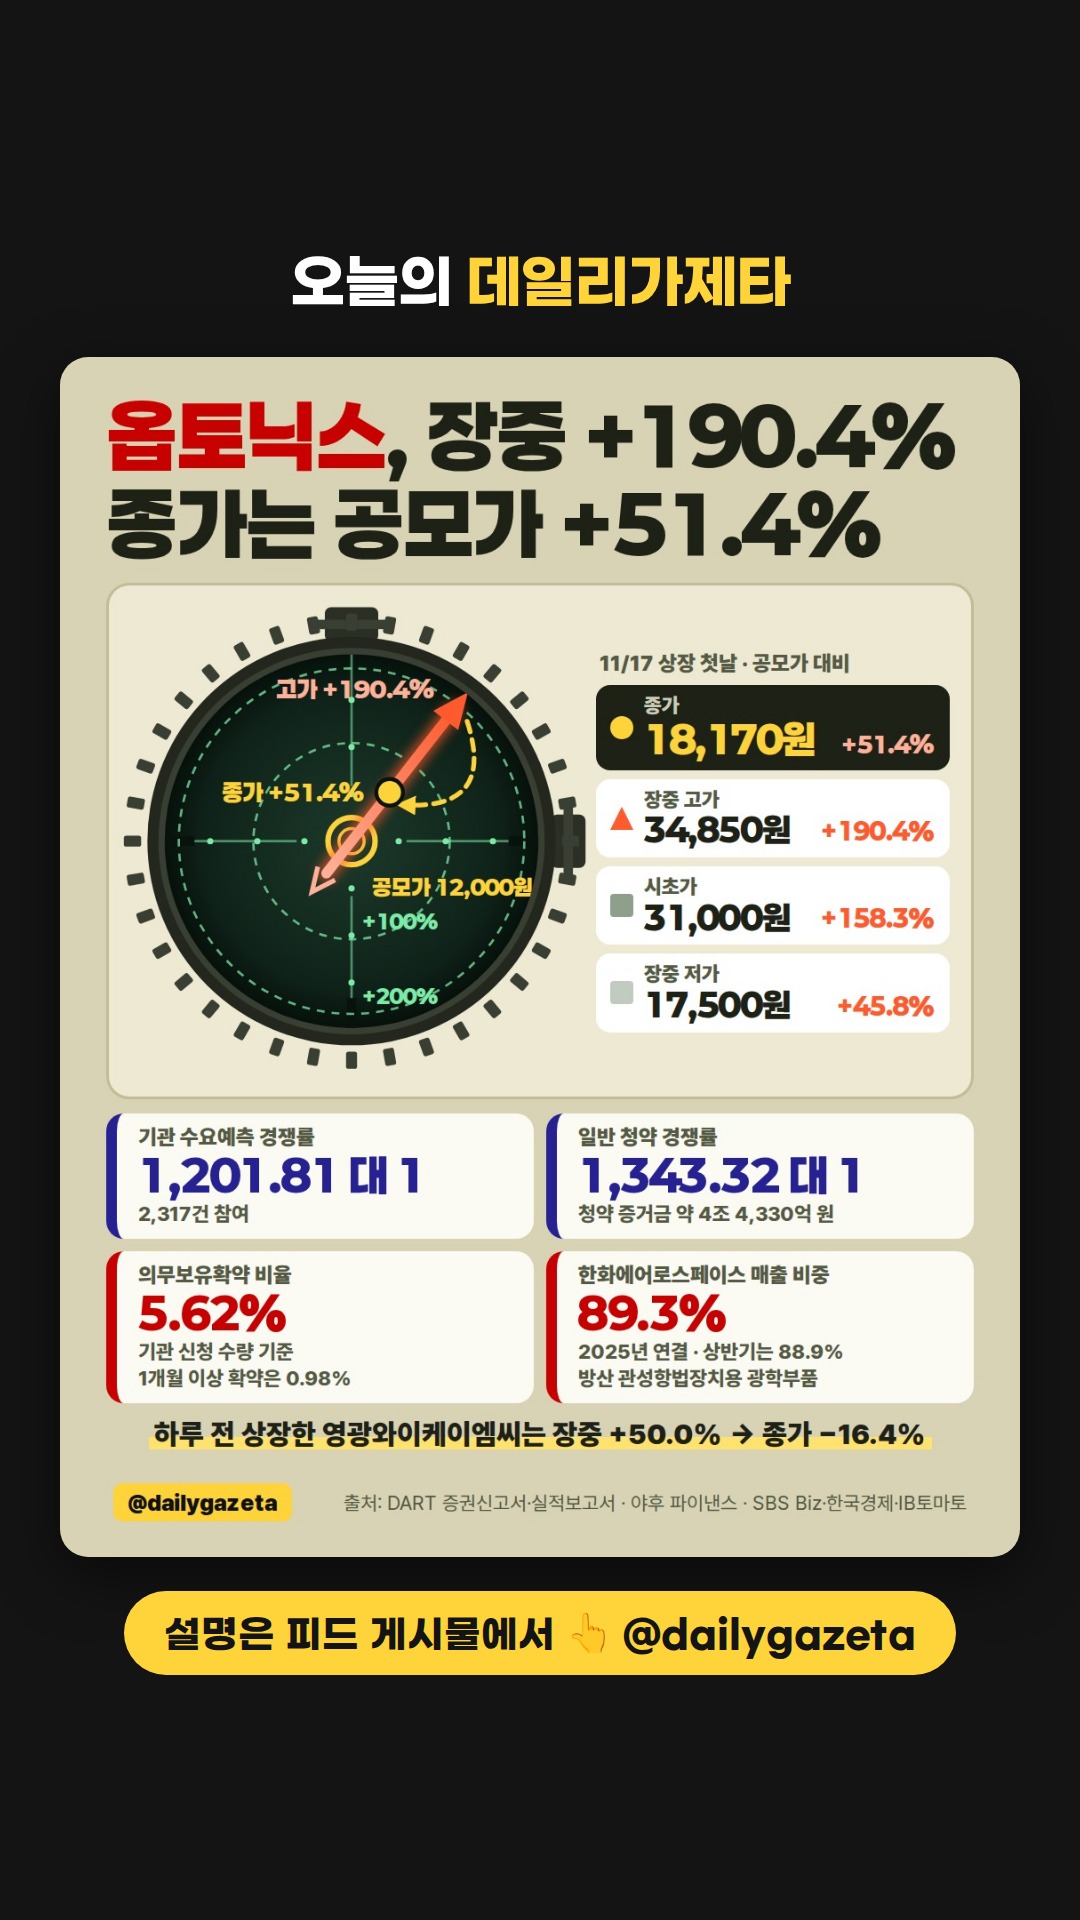 오늘의 데일리가제타
옵토닉스, 장중 +190.4%
종가는 공모가 +51.4%
고가 +190.4%
종가 +51.4%
공모가 12,000원
+100%
+200%
11/17 상장 첫날 · 공모가 대비
종가
18,170원 +51.4%
장중 고가
34,850원 +190.4%
시초가
31,000원 +158.3%
장중 저가
17,500원 +45.8%
기관 수요예측 경쟁률
1,201.81 대 1
2,317건 참여
일반 청약 경쟁률
1,343.32 대 1
청약 증거금 약 4조 4,330억 원
의무보유확약 비율
5.62%
기관 신청 수량 기준
1개월 이상 확약은 0.98%
한화에어로스페이스 매출 비중
89.3%
2025년 연결 · 상반기는 88.9%
방산 관성항법장치용 광학부품
하루 전 상장한 영광와이케이엠씨는 장중 +50.0% → 종가 −16.4%
@dailygazeta
출처: DART 증권신고서·실적보고서 · 야후 파이낸스 · SBS Biz·한국경제·IB토마토
설명은 피드 게시물에서 👆 @dailygazeta